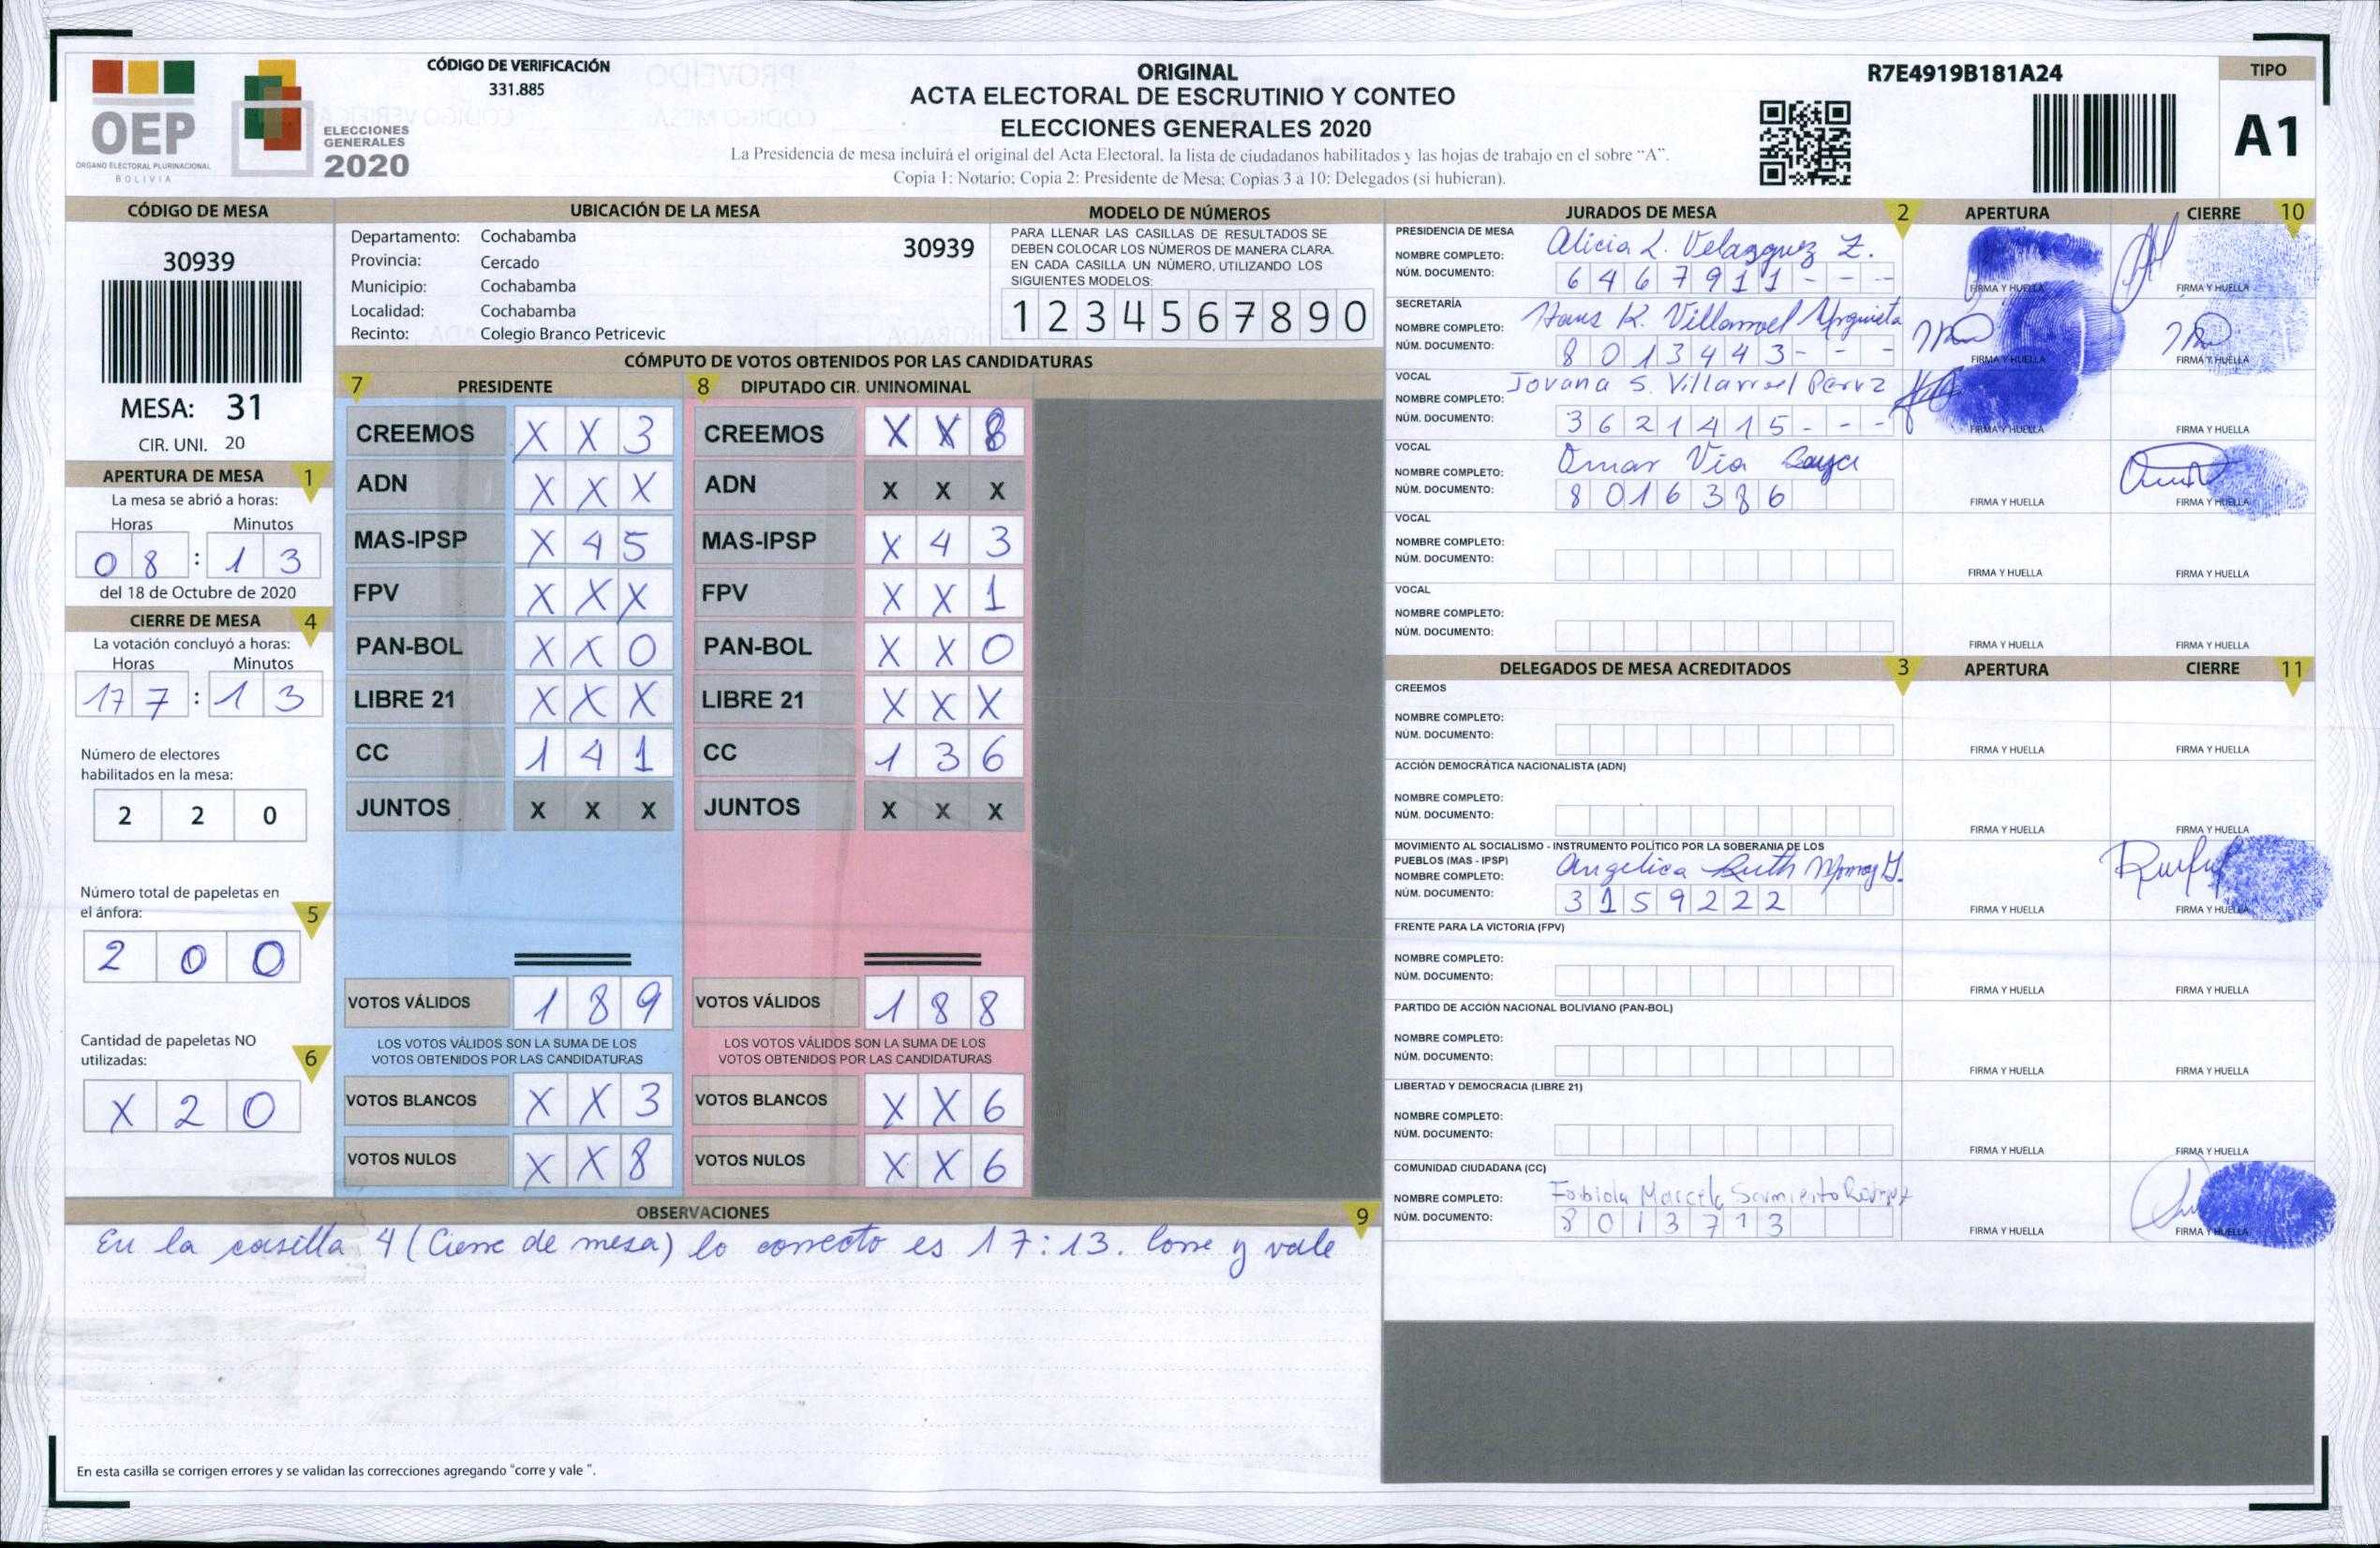 CÓDIGO DE VERIFICACIÓN
331.885
OEP
ÓRGANO ELECTORAL PLURINACIONAL
BOLIVIA
ELECCIONES
GENERALES
2020
ORIGINAL
ACTA ELECTORAL DE ESCRUTINIO Y CONTEO
ELECCIONES GENERALES 2020
La Presidencia de mesa incluirá el original del Acta Electoral, la lista de ciudadanos habilitados y las hojas de trabajo en el sobre "A".
Copia 1: Notario; Copia 2: Presidente de Mesa; Copias 3 a 10: Delegados (si hubieran).
R7E4919B181A24
TIPO
A1
CÓDIGO DE MESA
30939
MESA: 31
CIR. UNI. 20
APERTURA DE MESA 1
La mesa se abrió a horas:
Horas Minutos
0 8 : 1 3
del 18 de Octubre de 2020
CIERRE DE MESA 4
La votación concluyó a horas:
Horas Minutos
17 7 : 1 3
Número de electores
habilitados en la mesa:
2 2 0
Número total de papeletas en
el ánfora: 5
2 0 0
Cantidad de papeletas NO
utilizadas: 6
X 2 0
UBICACIÓN DE LA MESA
Departamento: Cochabamba 30939
Provincia: Cercado
Municipio: Cochabamba
Localidad: Cochabamba
Recinto: Colegio Branco Petricevic
MODELO DE NÚMEROS
PARA LLENAR LAS CASILLAS DE RESULTADOS SE
DEBEN COLOCAR LOS NÚMEROS DE MANERA CLARA.
EN CADA CASILLA UN NÚMERO, UTILIZANDO LOS
SIGUIENTES MODELOS:
1 2 3 4 5 6 7 8 9 0
CÓMPUTO DE VOTOS OBTENIDOS POR LAS CANDIDATURAS
7 PRESIDENTE 8 DIPUTADO CIR. UNINOMINAL
CREEMOS X X 3 CREEMOS X X 8
ADN X X X ADN X X X
MAS-IPSP X 4 5 MAS-IPSP X 4 3
FPV X X X FPV X X 1
PAN-BOL X X 0 PAN-BOL X X 0
LIBRE 21 X X X LIBRE 21 X X X
CC 1 4 1 CC 1 3 6
JUNTOS X X X JUNTOS X X X
VOTOS VÁLIDOS 1 8 9 VOTOS VÁLIDOS 1 8 8
LOS VOTOS VÁLIDOS SON LA SUMA DE LOS LOS VOTOS VÁLIDOS SON LA SUMA DE LOS
VOTOS OBTENIDOS POR LAS CANDIDATURAS VOTOS OBTENIDOS POR LAS CANDIDATURAS
VOTOS BLANCOS X X 3 VOTOS BLANCOS X X 6
VOTOS NULOS X X 8 VOTOS NULOS X X 6
OBSERVACIONES 9
En la casilla 4 (Cierre de mesa) lo correcto es 17:13. Corre y vale
En esta casilla se corrigen errores y se validan las correcciones agregando "corre y vale ".
JURADOS DE MESA 2 APERTURA CIERRE 10
PRESIDENCIA DE MESA
NOMBRE COMPLETO: Alicia L. Velazquez Z.
NÚM. DOCUMENTO: 6 4 6 7 9 1 1 - - -
FIRMA Y HUELLA FIRMA Y HUELLA
SECRETARÍA
NOMBRE COMPLETO: Hans K. Villarroel Urquieta
NÚM. DOCUMENTO: 8 0 1 3 4 4 3 - - -
FIRMA Y HUELLA FIRMA Y HUELLA
VOCAL
NOMBRE COMPLETO: Jovana S. Villarroel Perez
NÚM. DOCUMENTO: 3 6 2 1 4 1 5 - - -
FIRMA Y HUELLA FIRMA Y HUELLA
VOCAL
NOMBRE COMPLETO: Omar Via
NÚM. DOCUMENTO: 8 0 1 6 3 8 6
FIRMA Y HUELLA FIRMA Y HUELLA
VOCAL
NOMBRE COMPLETO:
NÚM. DOCUMENTO:
FIRMA Y HUELLA FIRMA Y HUELLA
VOCAL
NOMBRE COMPLETO:
NÚM. DOCUMENTO:
FIRMA Y HUELLA FIRMA Y HUELLA
DELEGADOS DE MESA ACREDITADOS 3 APERTURA CIERRE 11
CREEMOS
NOMBRE COMPLETO:
NÚM. DOCUMENTO:
FIRMA Y HUELLA FIRMA Y HUELLA
ACCIÓN DEMOCRÁTICA NACIONALISTA (ADN)
NOMBRE COMPLETO:
NÚM. DOCUMENTO:
FIRMA Y HUELLA FIRMA Y HUELLA
MOVIMIENTO AL SOCIALISMO - INSTRUMENTO POLÍTICO POR LA SOBERANIA DE LOS
PUEBLOS (MAS - IPSP)
NOMBRE COMPLETO: Angelica Ruth
NÚM. DOCUMENTO: 3 1 5 9 2 2 2
FIRMA Y HUELLA FIRMA Y HUELLA
FRENTE PARA LA VICTORIA (FPV)
NOMBRE COMPLETO:
NÚM. DOCUMENTO:
FIRMA Y HUELLA FIRMA Y HUELLA
PARTIDO DE ACCIÓN NACIONAL BOLIVIANO (PAN-BOL)
NOMBRE COMPLETO:
NÚM. DOCUMENTO:
FIRMA Y HUELLA FIRMA Y HUELLA
LIBERTAD Y DEMOCRACIA (LIBRE 21)
NOMBRE COMPLETO:
NÚM. DOCUMENTO:
FIRMA Y HUELLA FIRMA Y HUELLA
COMUNIDAD CIUDADANA (CC)
NOMBRE COMPLETO: Fabiola Marcela Sarmiento
NÚM. DOCUMENTO: 8 0 1 3 7 1 3
FIRMA Y HUELLA FIRMA Y HUELLA